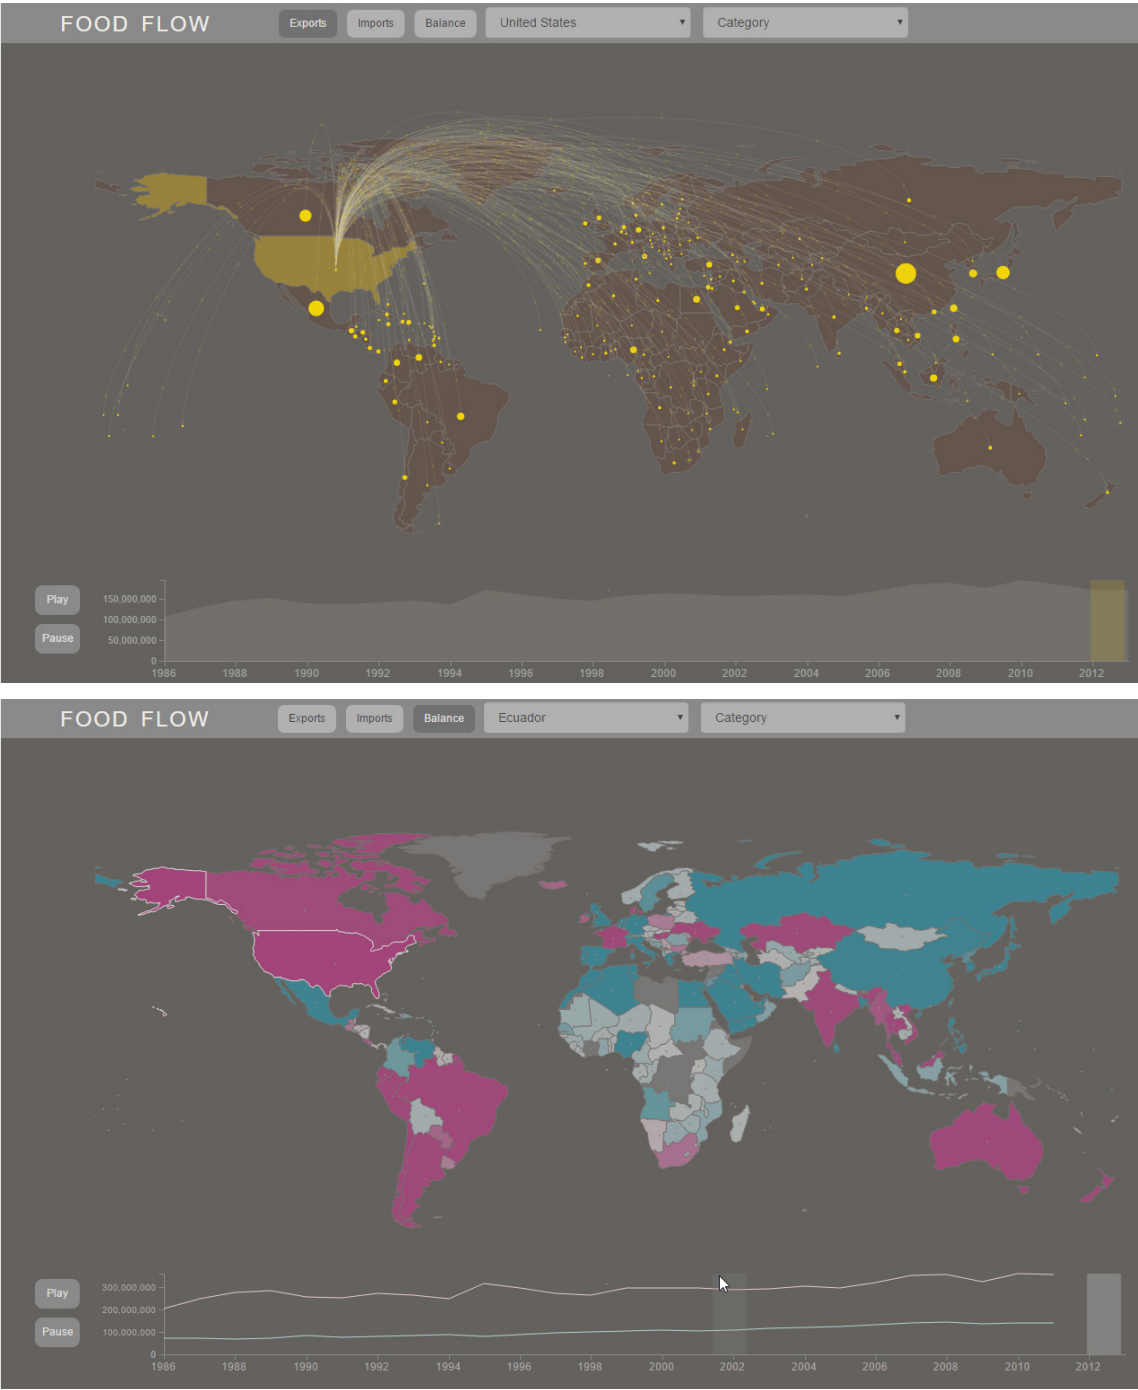 FOOD FLOW Exports Imports Balance United States Category
Play
Pause
150,000,000
100,000,000
50,000,000
0
1986 1988 1990 1992 1994 1996 1998 2000 2002 2004 2006 2008 2010 2012
FOOD FLOW Exports Imports Balance Ecuador Category
Play
Pause
300,000,000
200,000,000
100,000,000
0
1986 1988 1990 1992 1994 1996 1998 2000 2002 2004 2006 2008 2010 2012